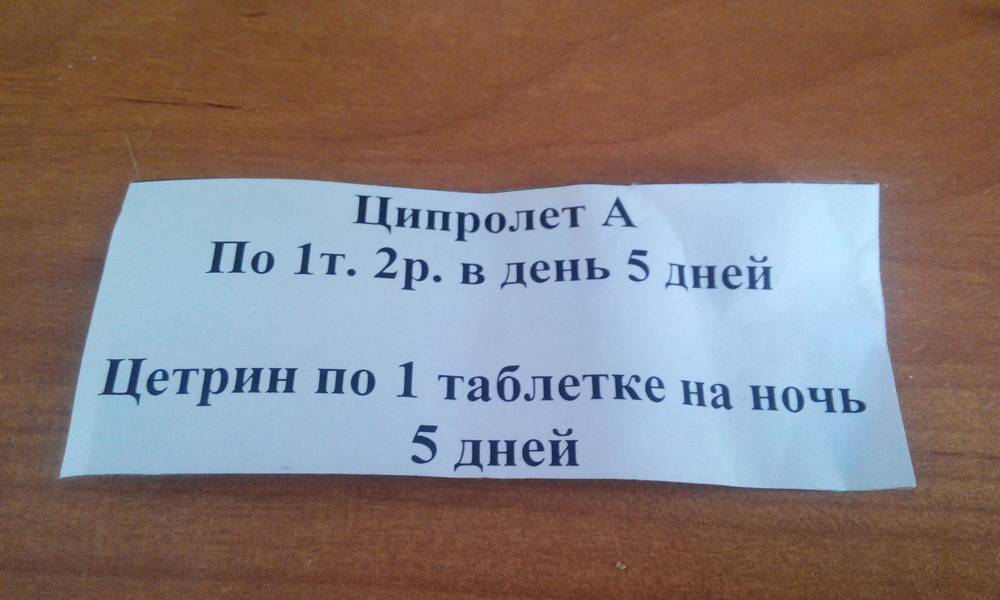 Ципролет А
По 1т. 2р. в день 5 дней
Цетрин по 1 таблетке на ночь
5 дней